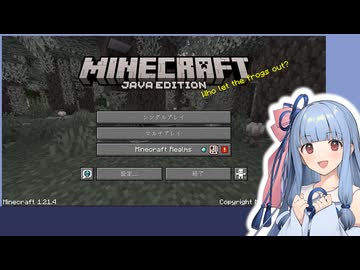 MINECRAFT
JAVA EDITION
Who let the frogs out?
シングルプレイ
マルチプレイ
Minecraft Realms
設定...
終了
Minecraft 1.21.4
Copyright